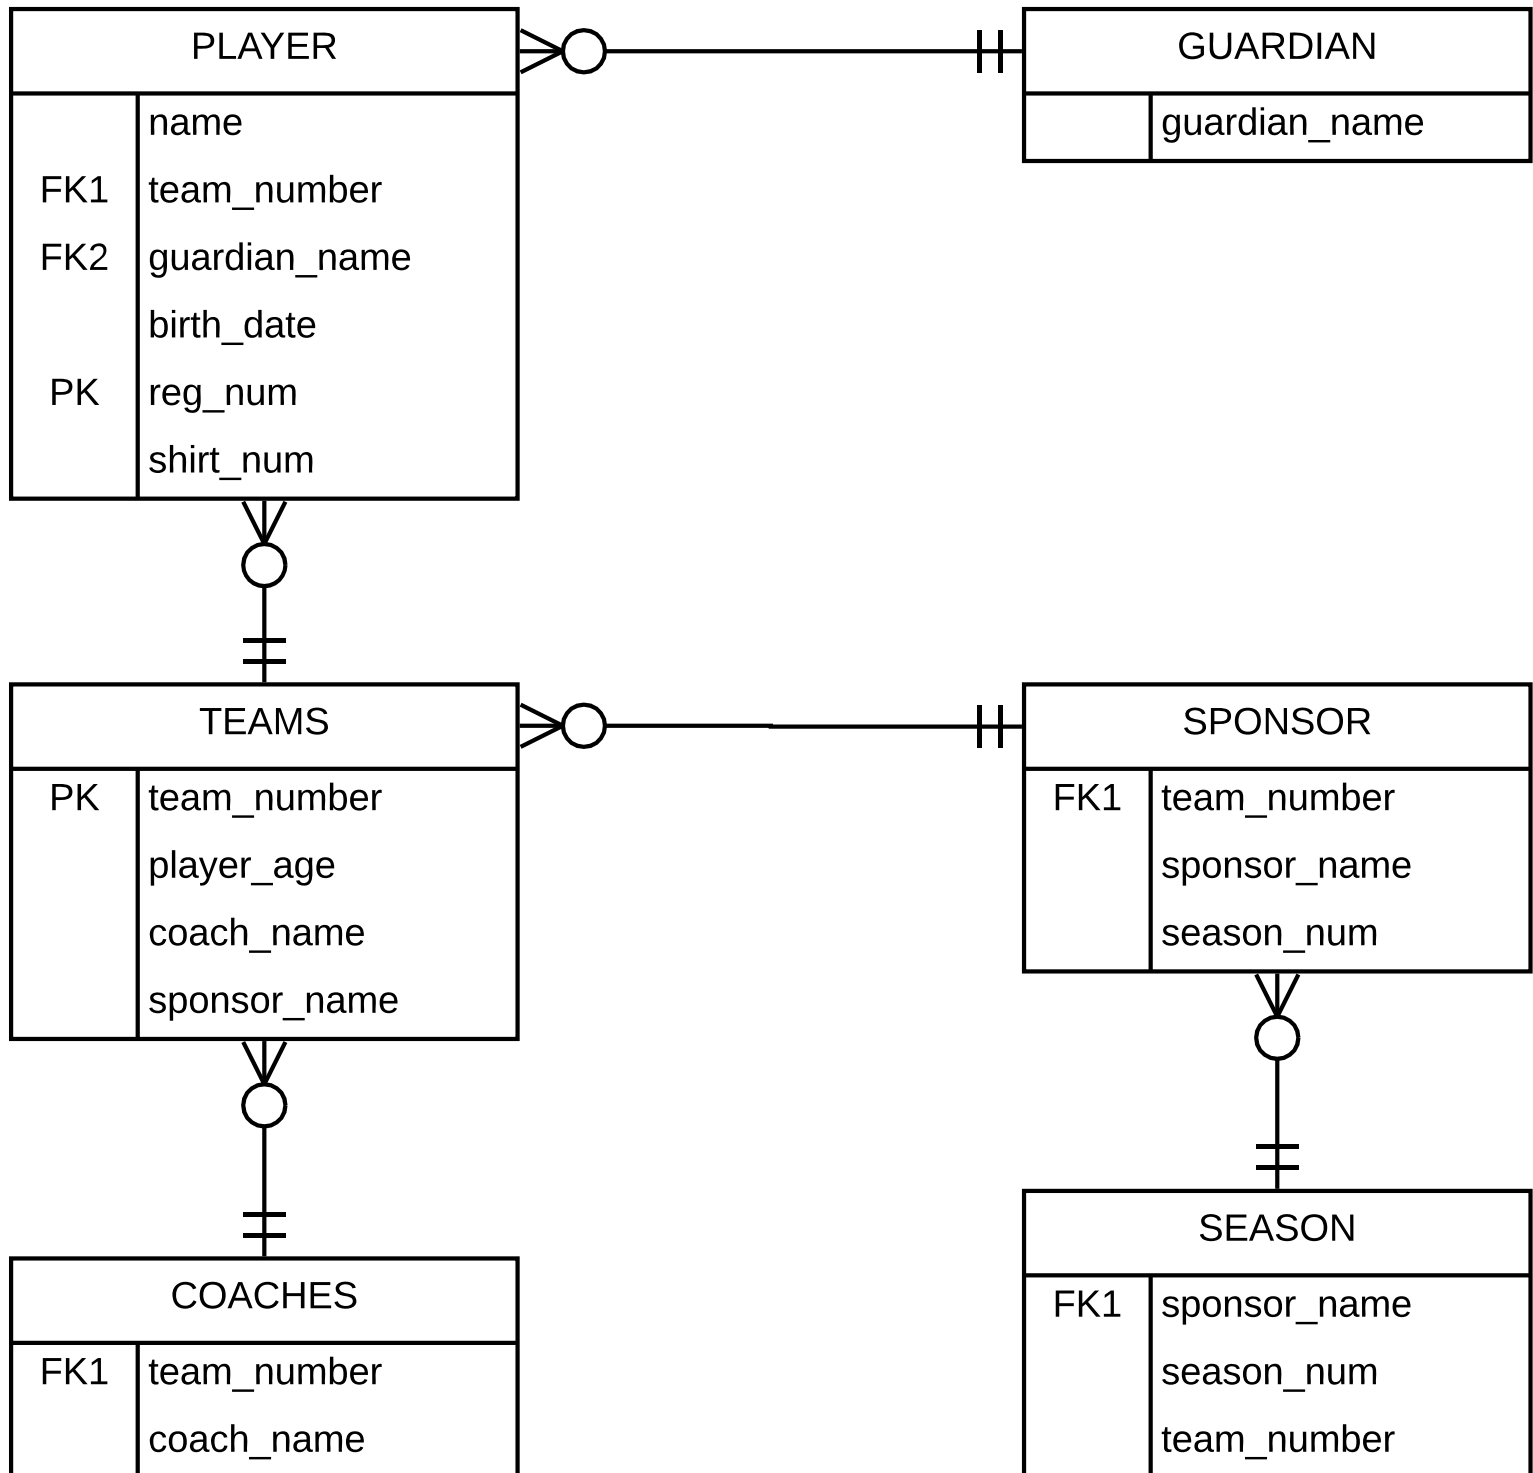 PLAYER
name
FK1 team_number
FK2 guardian_name
birth_date
PK reg_num
shirt_num
GUARDIAN
guardian_name
TEAMS
PK team_number
player_age
coach_name
sponsor_name
SPONSOR
FK1 team_number
sponsor_name
season_num
COACHES
FK1 team_number
coach_name
SEASON
FK1 sponsor_name
season_num
team_number